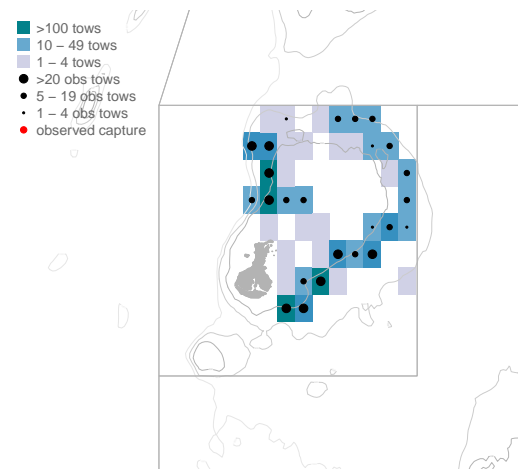 >100 tows
10 – 49 tows
1 – 4 tows
>20 obs tows
5 – 19 obs tows
1 – 4 obs tows
observed capture